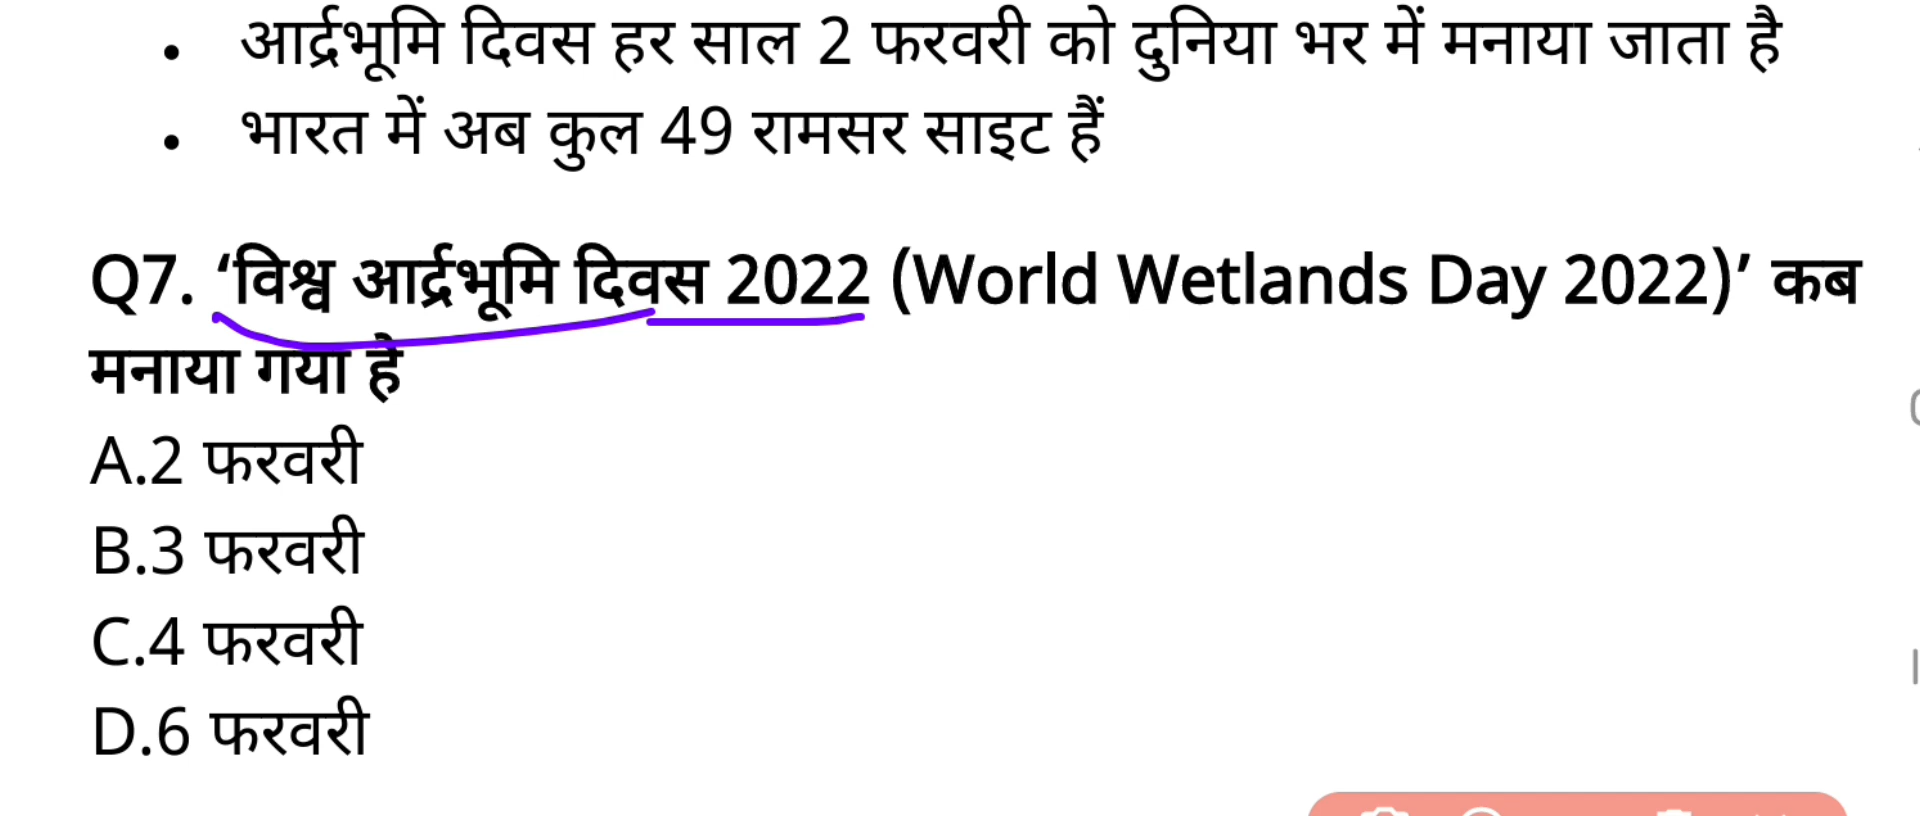 • आर्द्रभूमि दिवस हर साल 2 फरवरी को दुनिया भर में मनाया जाता है
• भारत में अब कुल 49 रामसर साइट हैं
Q7. ‘विश्व आर्द्रभूमि दिवस 2022 (World Wetlands Day 2022)’ कब
मनाया गया है
A.2 फरवरी
B.3 फरवरी
C.4 फरवरी
D.6 फरवरी